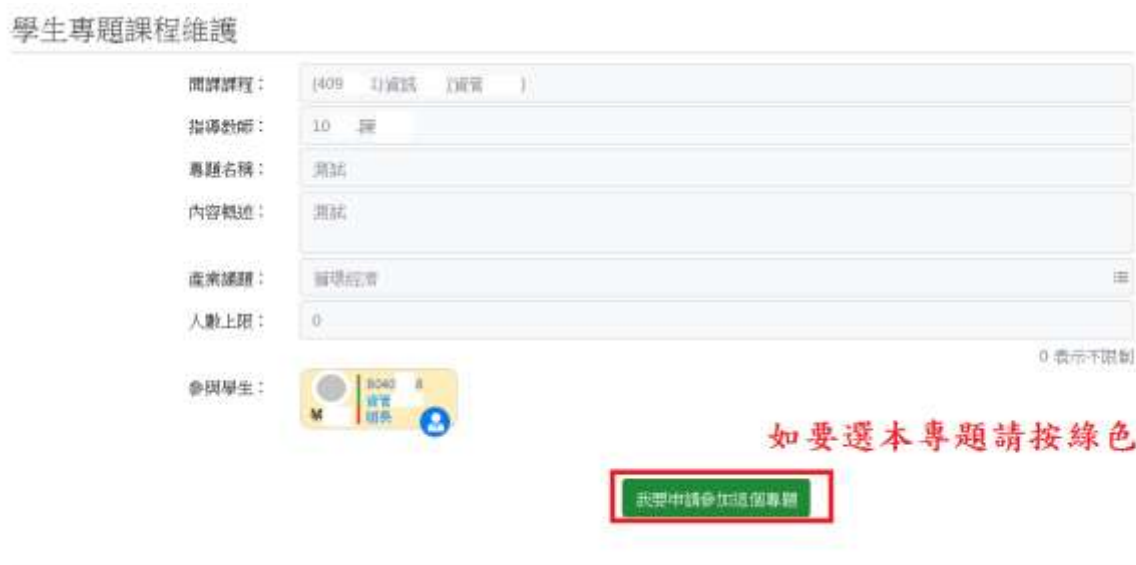 學生專題課程維護
開課課程： (409 1)資訊 )(資管 )
指導教師： 10 陳
專題名稱： 測試
內容概述： 測試
產業議題： 循環經濟
人數上限： 0
0 表示不限制
參與學生： B040 8
資管
M 組長
如要選本專題請按綠色
我要申請參加這個專題